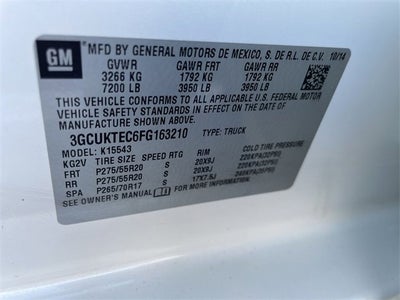 GM
MFD BY GENERAL MOTORS DE MEXICO, S. DE R.L. DE C.V. 10/14
GVWR GAWR FRT GAWR RR
3266 KG 1792 KG 1792 KG
7200 LB 3950 LB 3950 LB
THIS VEHICLE CONFORMS TO ALL APPLICABLE U.S. FEDERAL MOTOR
VEHICLE SAFETY STANDARDS IN EFFECT ON THE DATE OF
MANUFACTURE SHOWN ABOVE.
3GCUKTEC6FG163210 TYPE: TRUCK
MODEL: K15543
KG2V TIRE SIZE SPEED RTG RIM COLD TIRE PRESSURE
FRT P275/55R20 S 20X9J 220KPA(32PSI)
RR P275/55R20 S 20X9J 220KPA(32PSI)
SPA P265/70R17 S 17X7.5J 240KPA(35PSI)
SEE OWNER'S MANUAL FOR MORE INFORMATION